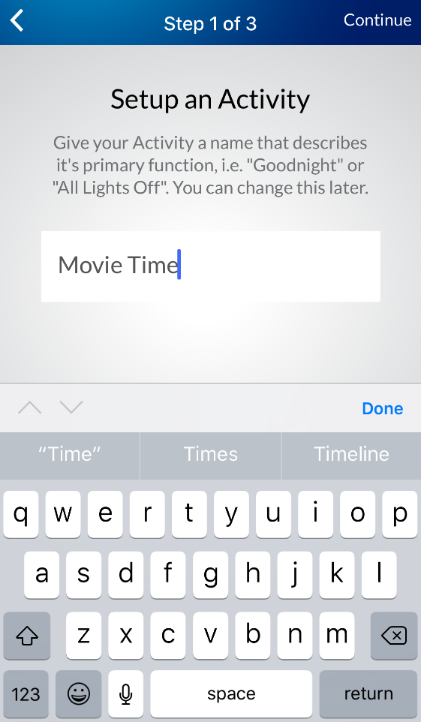 Step 1 of 3 Continue
Setup an Activity
Give your Activity a name that describes
it's primary function, i.e. "Goodnight" or
"All Lights Off". You can change this later.
Movie Time
Done
“Time” Times Timeline
q w e r t y u i o p
a s d f g h j k l
z x c v b n m
123 space return